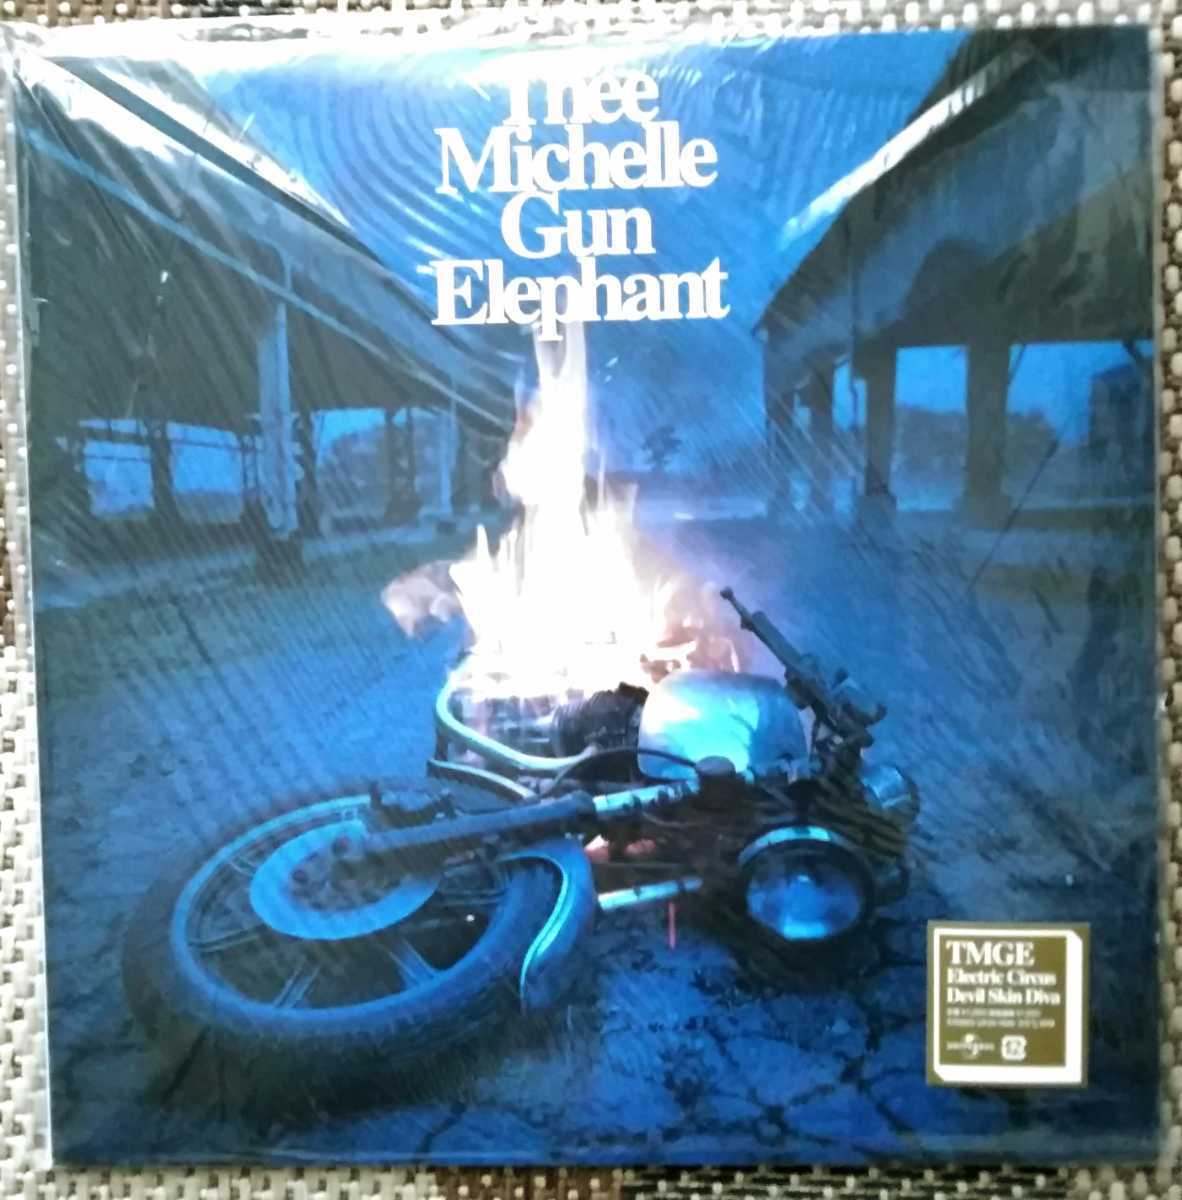 Thee
Michelle
Gun
Elephant
TMGE
Electric Circus
Devil Skin Diva